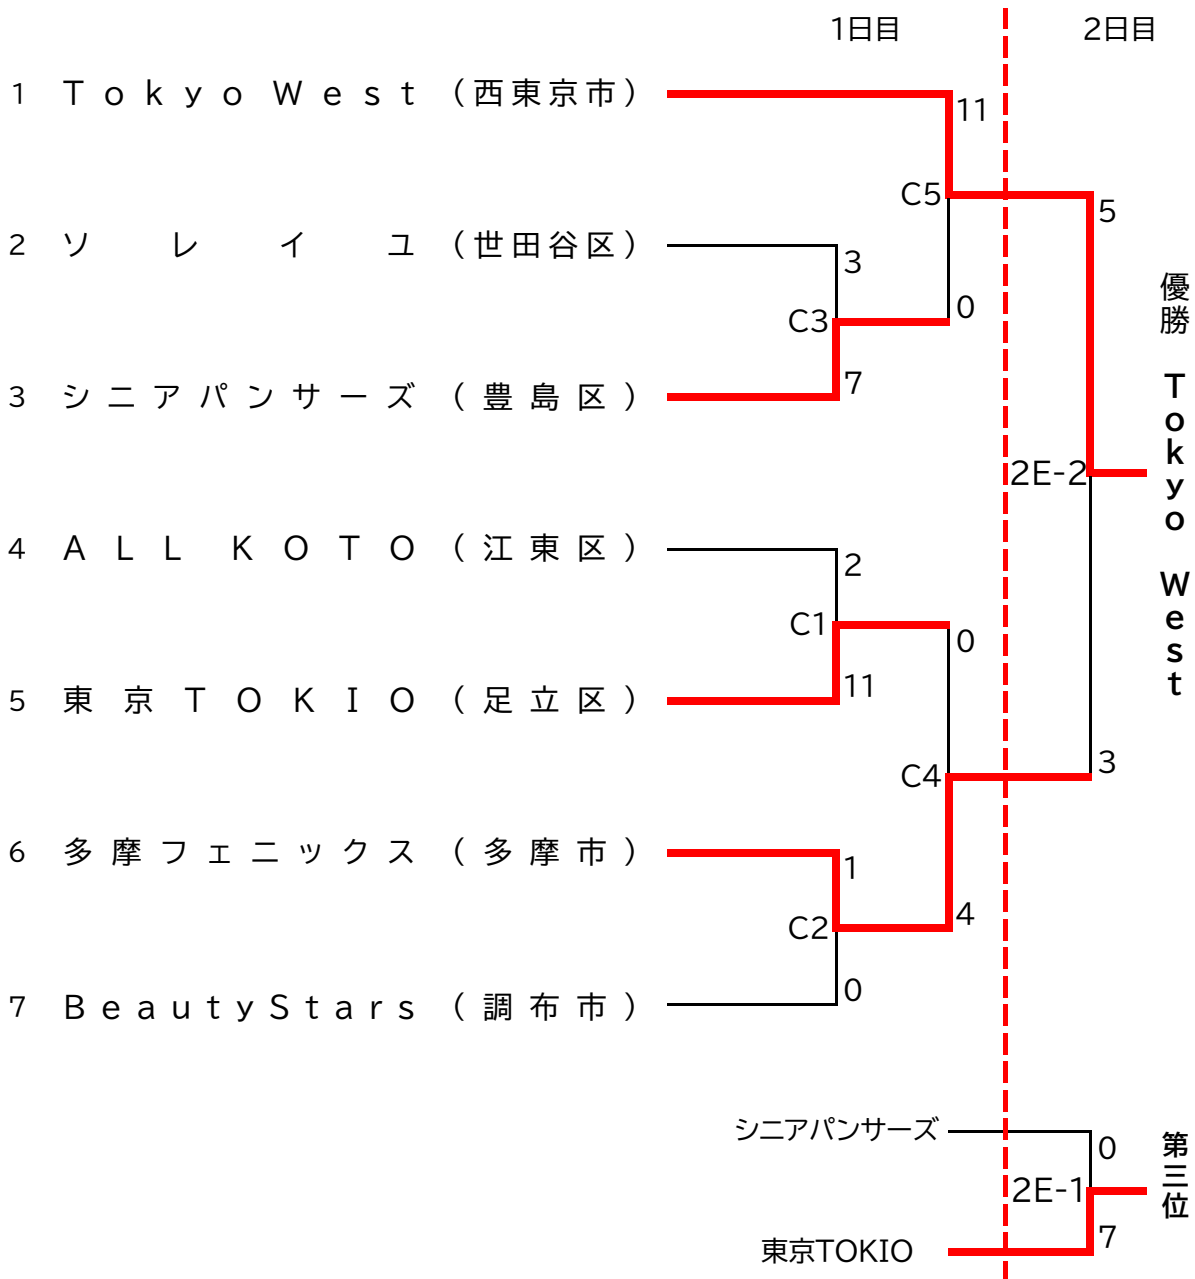 1日目
2日目
1 Tokyo West (西東京市)
11
C5
5
2 ソレイユ (世田谷区)
3
C3
0
3 シニアパンサーズ (豊島区)
7
優勝 Tokyo West
2E-2
4 ALL KOTO (江東区)
2
C1
0
5 東京TOKIO (足立区)
11
C4
3
6 多摩フェニックス (多摩市)
1
C2
4
7 BeautyStars (調布市)
0
シニアパンサーズ
0
2E-1
第三位
東京TOKIO
7